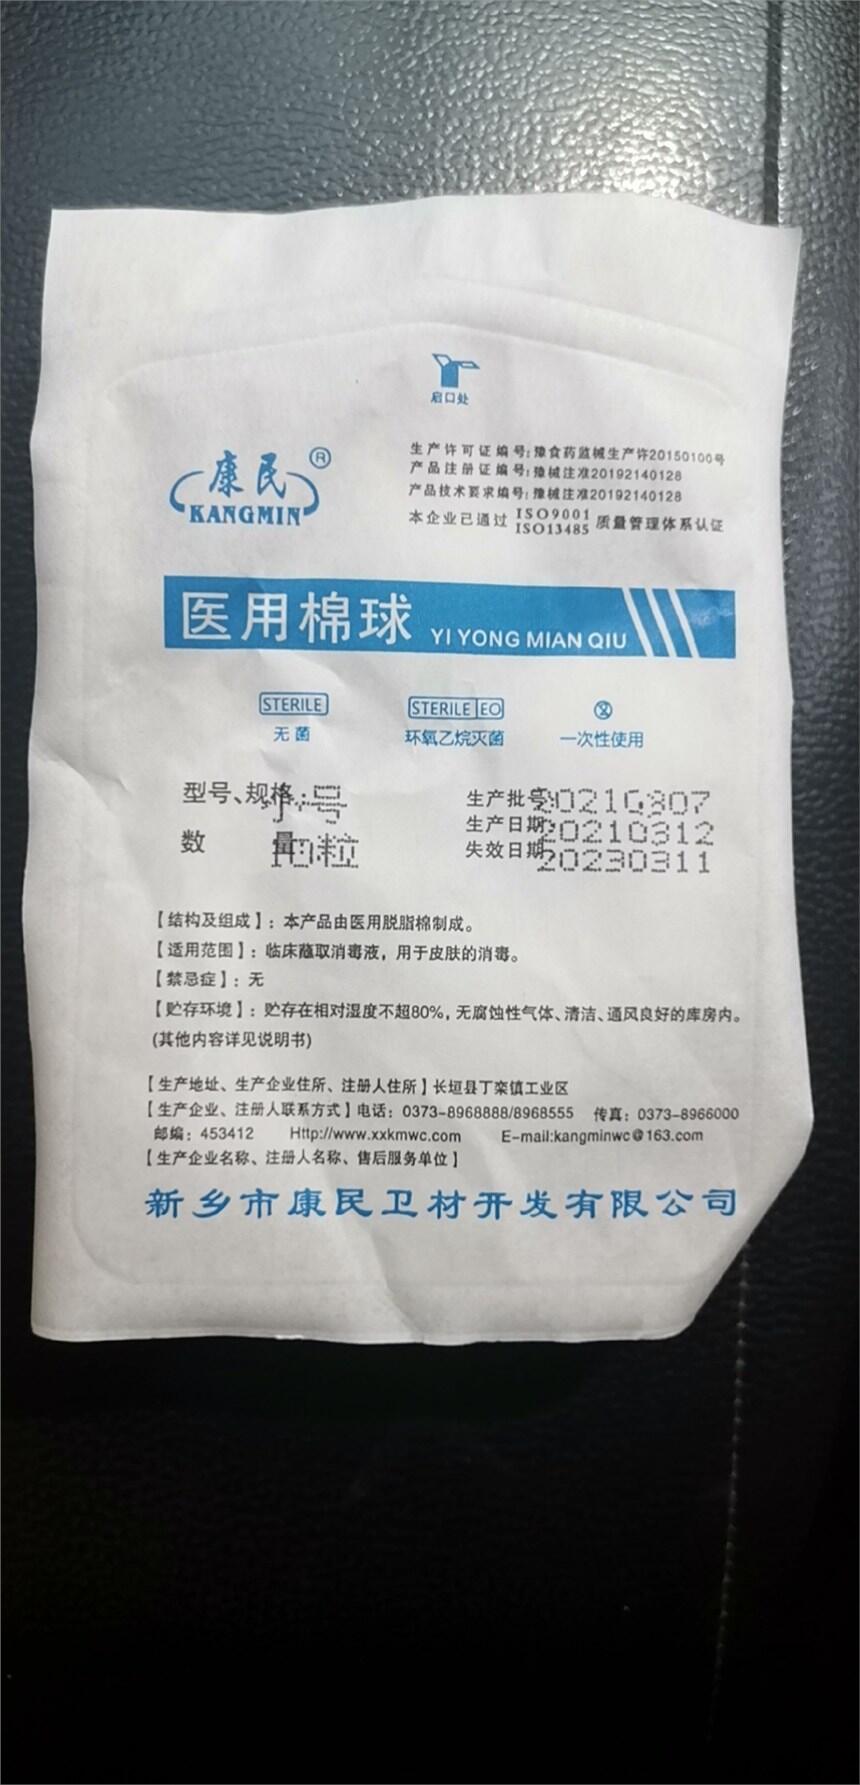 启口处
康民®
KANGMIN
生产许可证编号:豫食药监械生产许20150100号
产品注册证编号:豫械注准20192140128
产品技术要求编号:豫械注准20192140128
本企业已通过 ISO9001 ISO13485 质量管理体系认证
医用棉球 YI YONG MIAN QIU
STERILE STERILE EO
无菌 环氧乙烷灭菌 一次性使用
型号、规格:小号
数量: 粒
生产批号:20210307
生产日期:20210312
失效日期:20230311
【结构及组成】:本产品由医用脱脂棉制成。
【适用范围】:临床蘸取消毒液,用于皮肤的消毒。
【禁忌症】:无
【贮存环境】:贮存在相对湿度不超80%,无腐蚀性气体、清洁、通风良好的库房内。
(其他内容详见说明书)
【生产地址、生产企业住所、注册人住所】长垣县丁栾镇工业区
【生产企业、注册人联系方式】电话:0373-8968888/8968555 传真:0373-8966000
邮编:453412 Http://www.xxkmwc.com E-mail:kangminwc@163.com
【生产企业名称、注册人名称、售后服务单位】
新乡市康民卫材开发有限公司